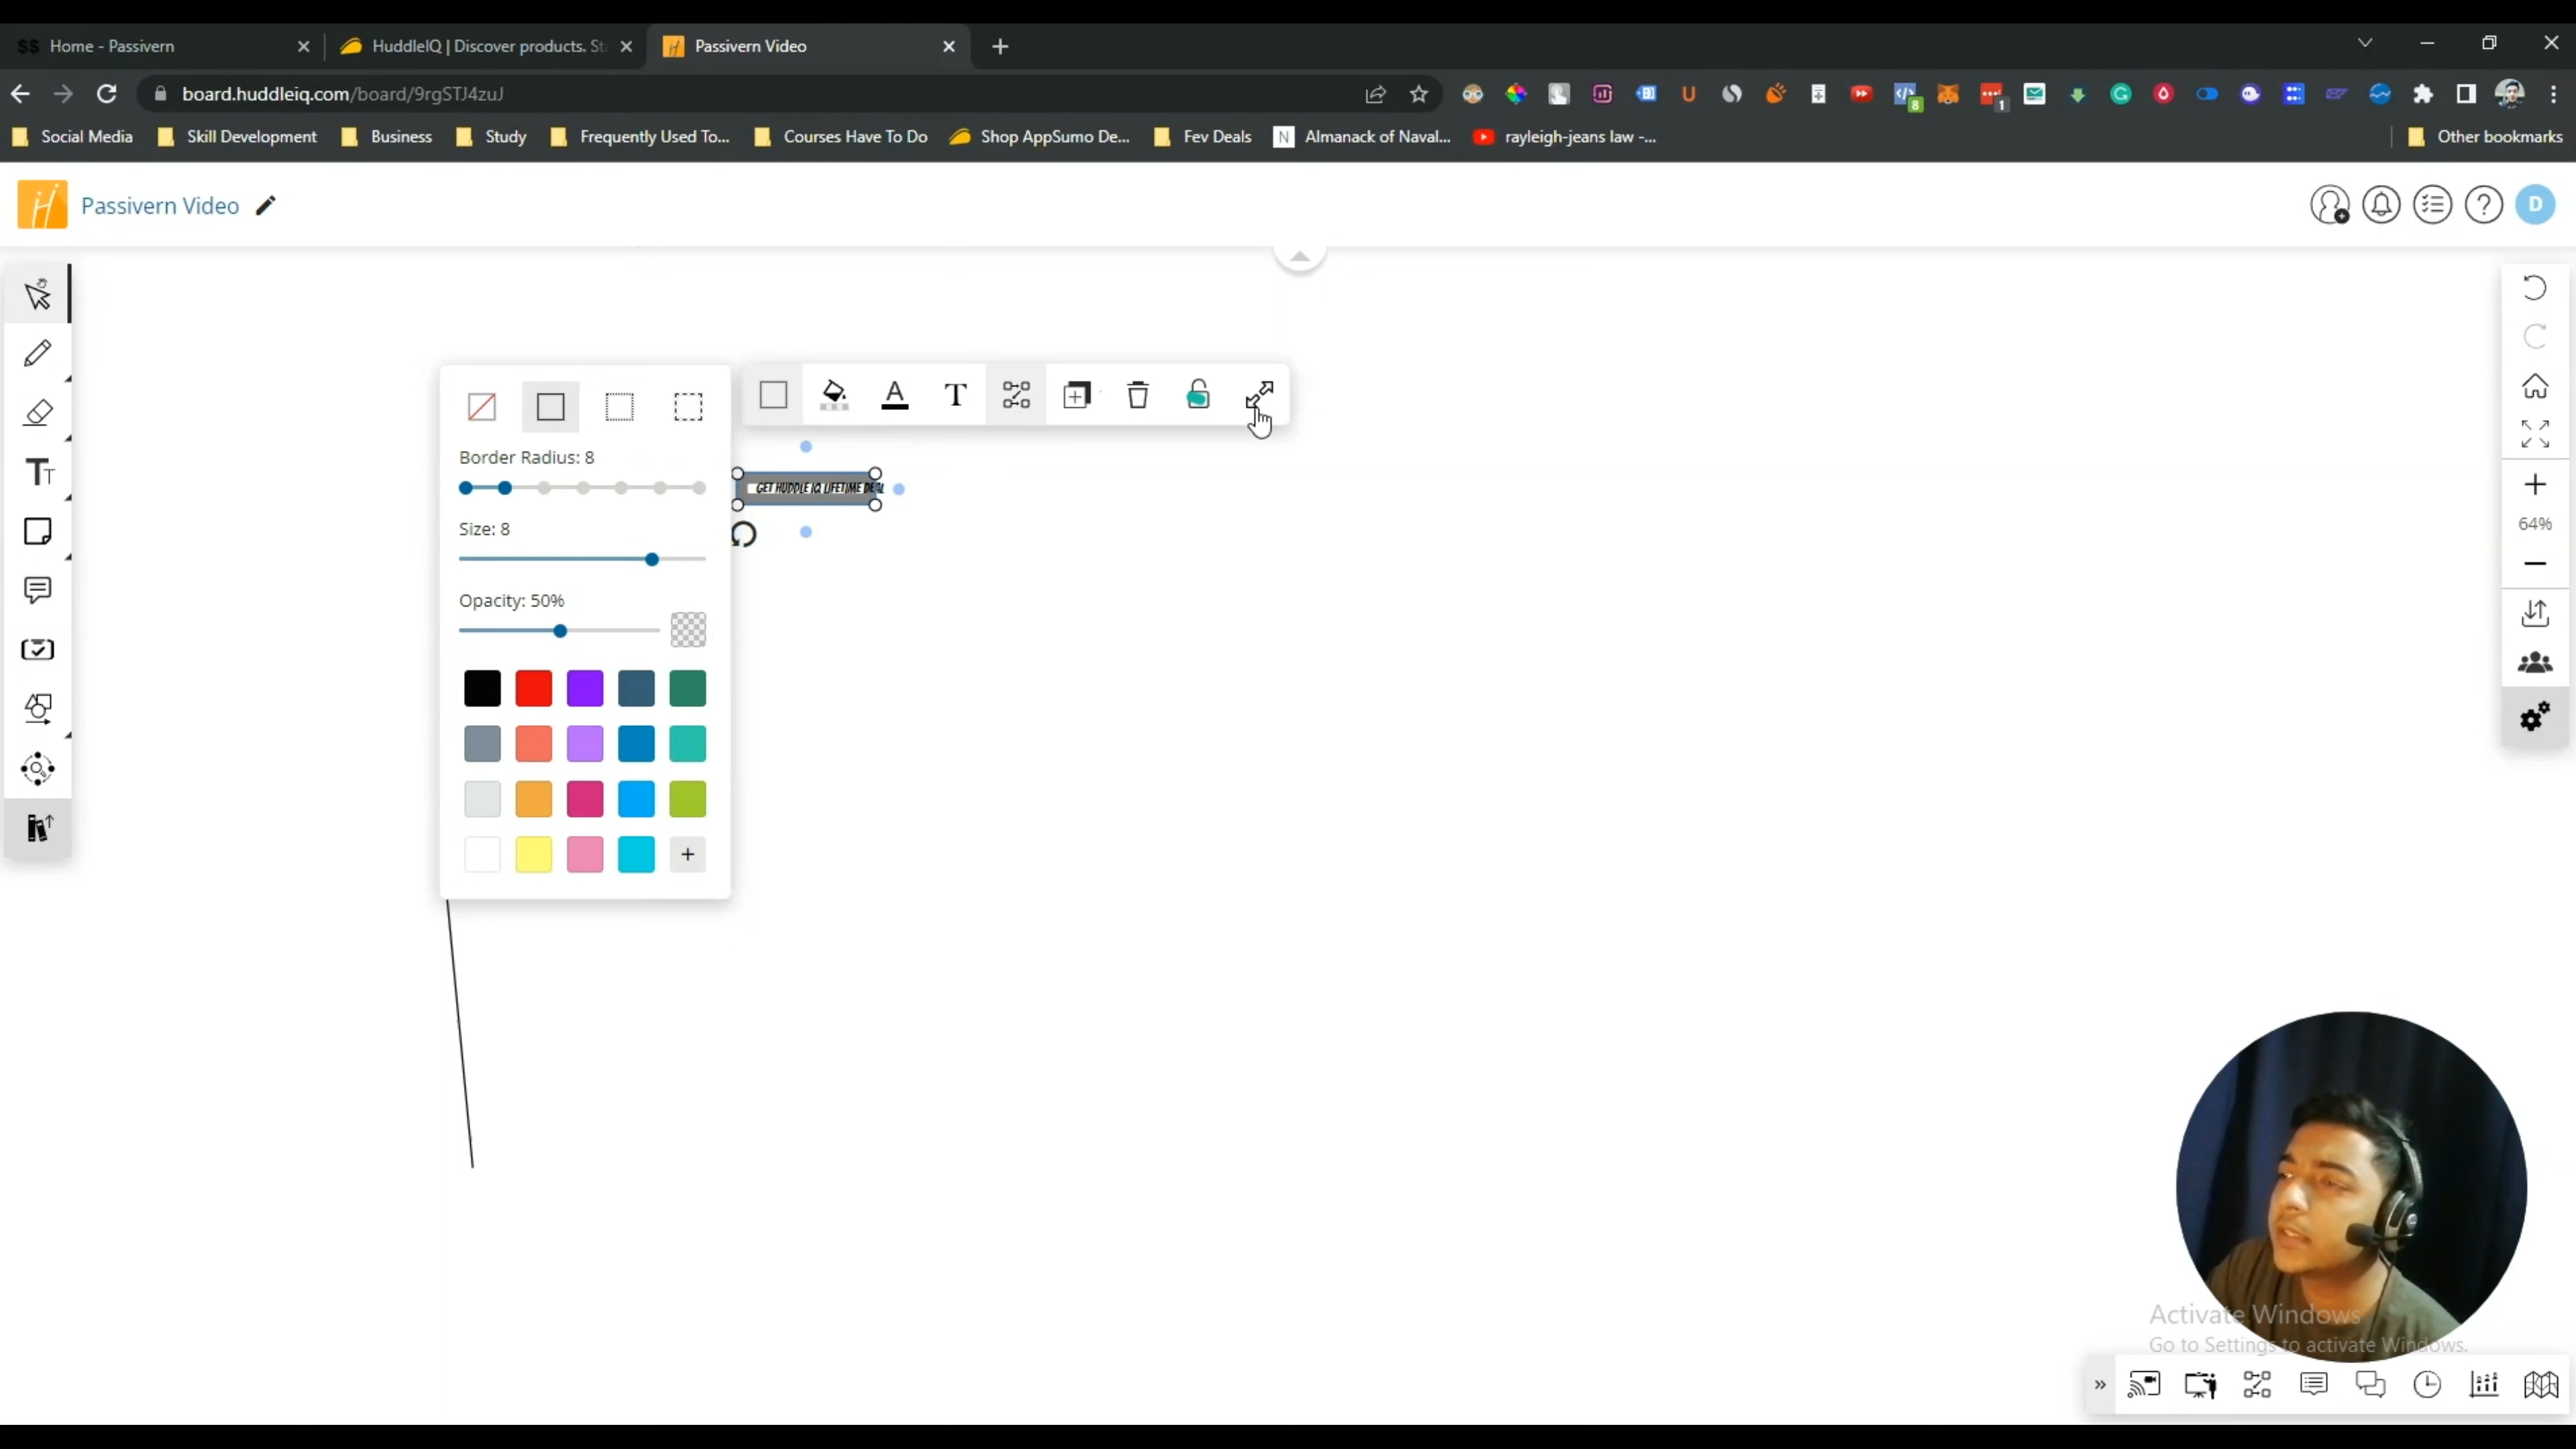 $$ Home - Passivern
HuddleIQ | Discover products. St
Passivern Video
board.huddleiq.com/board/9rgSTJ4zuJ
8
1
Social Media
Skill Development
Business
Study
Frequently Used To...
Courses Have To Do
Shop AppSumo De...
Fev Deals
N Almanack of Naval...
rayleigh-jeans law -...
Other bookmarks
Passivern Video
D
Border Radius: 8
GET HUDDLE IQ LIFETIME DEAL
Size: 8
64%
Opacity: 50%
Activate Windows
Go to Settings to activate Windows.